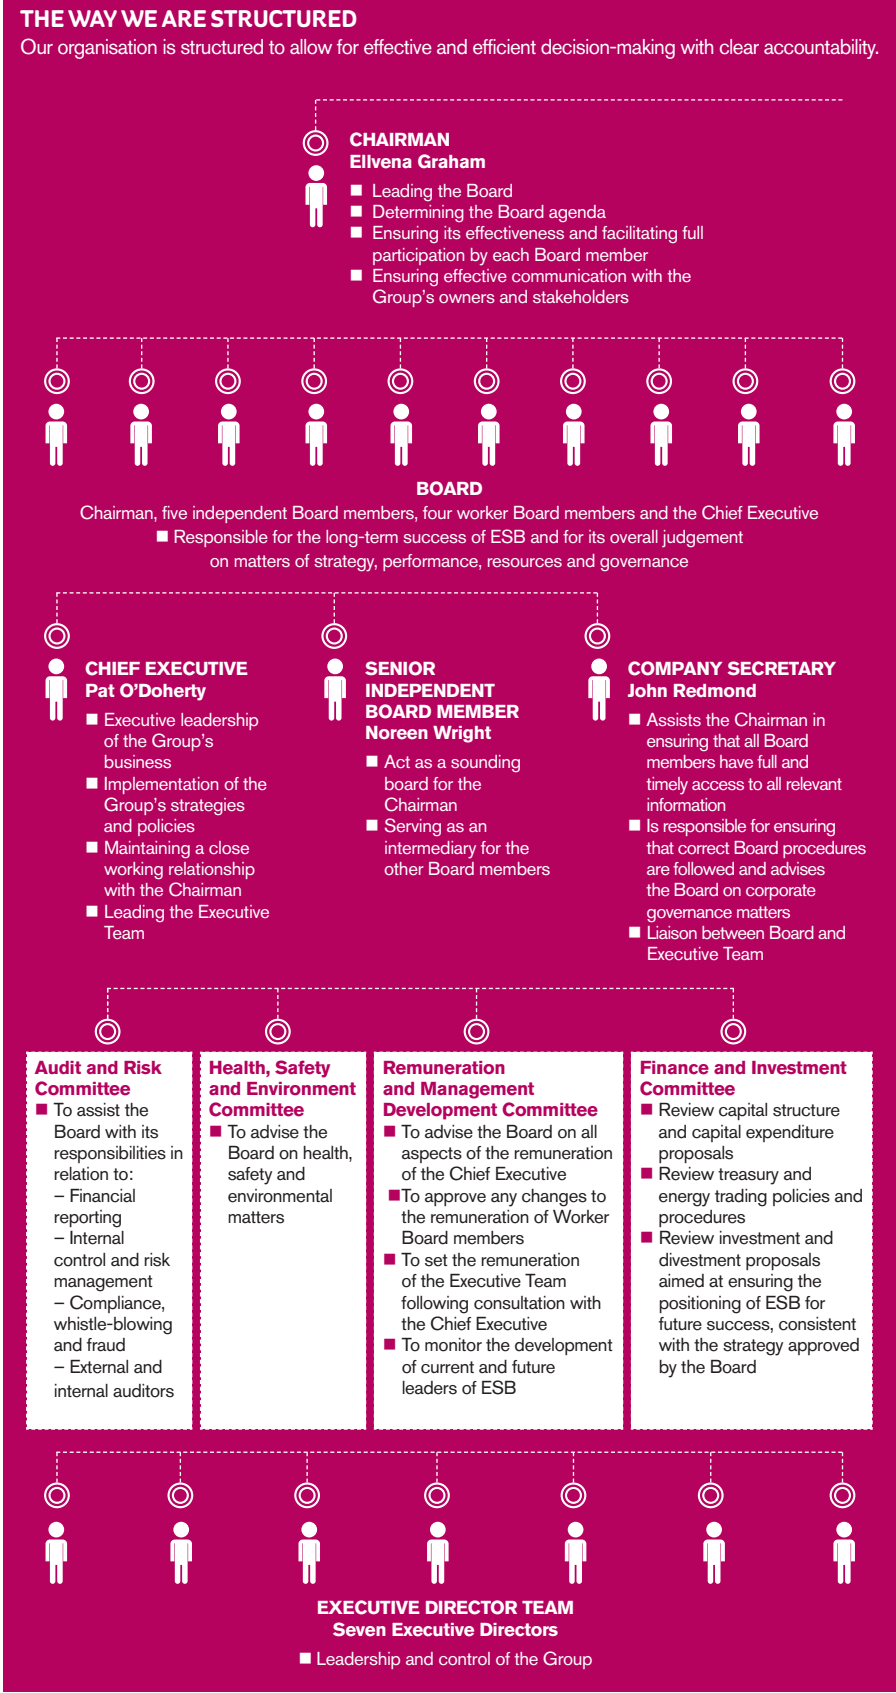 THE WAY WE ARE STRUCTURED
Our organisation is structured to allow for effective and efficient decision-making with clear accountability.
CHAIRMAN
Ellvena Graham
■ Leading the Board
■ Determining the Board agenda
■ Ensuring its effectiveness and facilitating full
participation by each Board member
■ Ensuring effective communication with the
Group's owners and stakeholders
BOARD
Chairman, five independent Board members, four worker Board members and the Chief Executive
■ Responsible for the long-term success of ESB and for its overall judgement
on matters of strategy, performance, resources and governance
CHIEF EXECUTIVE
Pat O'Doherty
■ Executive leadership
of the Group's
business
■ Implementation of the
Group's strategies
and policies
■ Maintaining a close
working relationship
with the Chairman
■ Leading the Executive
Team
SENIOR
INDEPENDENT
BOARD MEMBER
Noreen Wright
■ Act as a sounding
board for the
Chairman
■ Serving as an
intermediary for the
other Board members
COMPANY SECRETARY
John Redmond
■ Assists the Chairman in
ensuring that all Board
members have full and
timely access to all relevant
information
■ Is responsible for ensuring
that correct Board procedures
are followed and advises
the Board on corporate
governance matters
■ Liaison between Board and
Executive Team
Audit and Risk
Committee
■ To assist the
Board with its
responsibilities in
relation to:
– Financial
reporting
– Internal
control and risk
management
– Compliance,
whistle-blowing
and fraud
– External and
internal auditors
Health, Safety
and Environment
Committee
■ To advise the
Board on health,
safety and
environmental
matters
Remuneration
and Management
Development Committee
■ To advise the Board on all
aspects of the remuneration
of the Chief Executive
■ To approve any changes to
the remuneration of Worker
Board members
■ To set the remuneration
of the Executive Team
following consultation with
the Chief Executive
■ To monitor the development
of current and future
leaders of ESB
Finance and Investment
Committee
■ Review capital structure
and capital expenditure
proposals
■ Review treasury and
energy trading policies and
procedures
■ Review investment and
divestment proposals
aimed at ensuring the
positioning of ESB for
future success, consistent
with the strategy approved
by the Board
EXECUTIVE DIRECTOR TEAM
Seven Executive Directors
■ Leadership and control of the Group